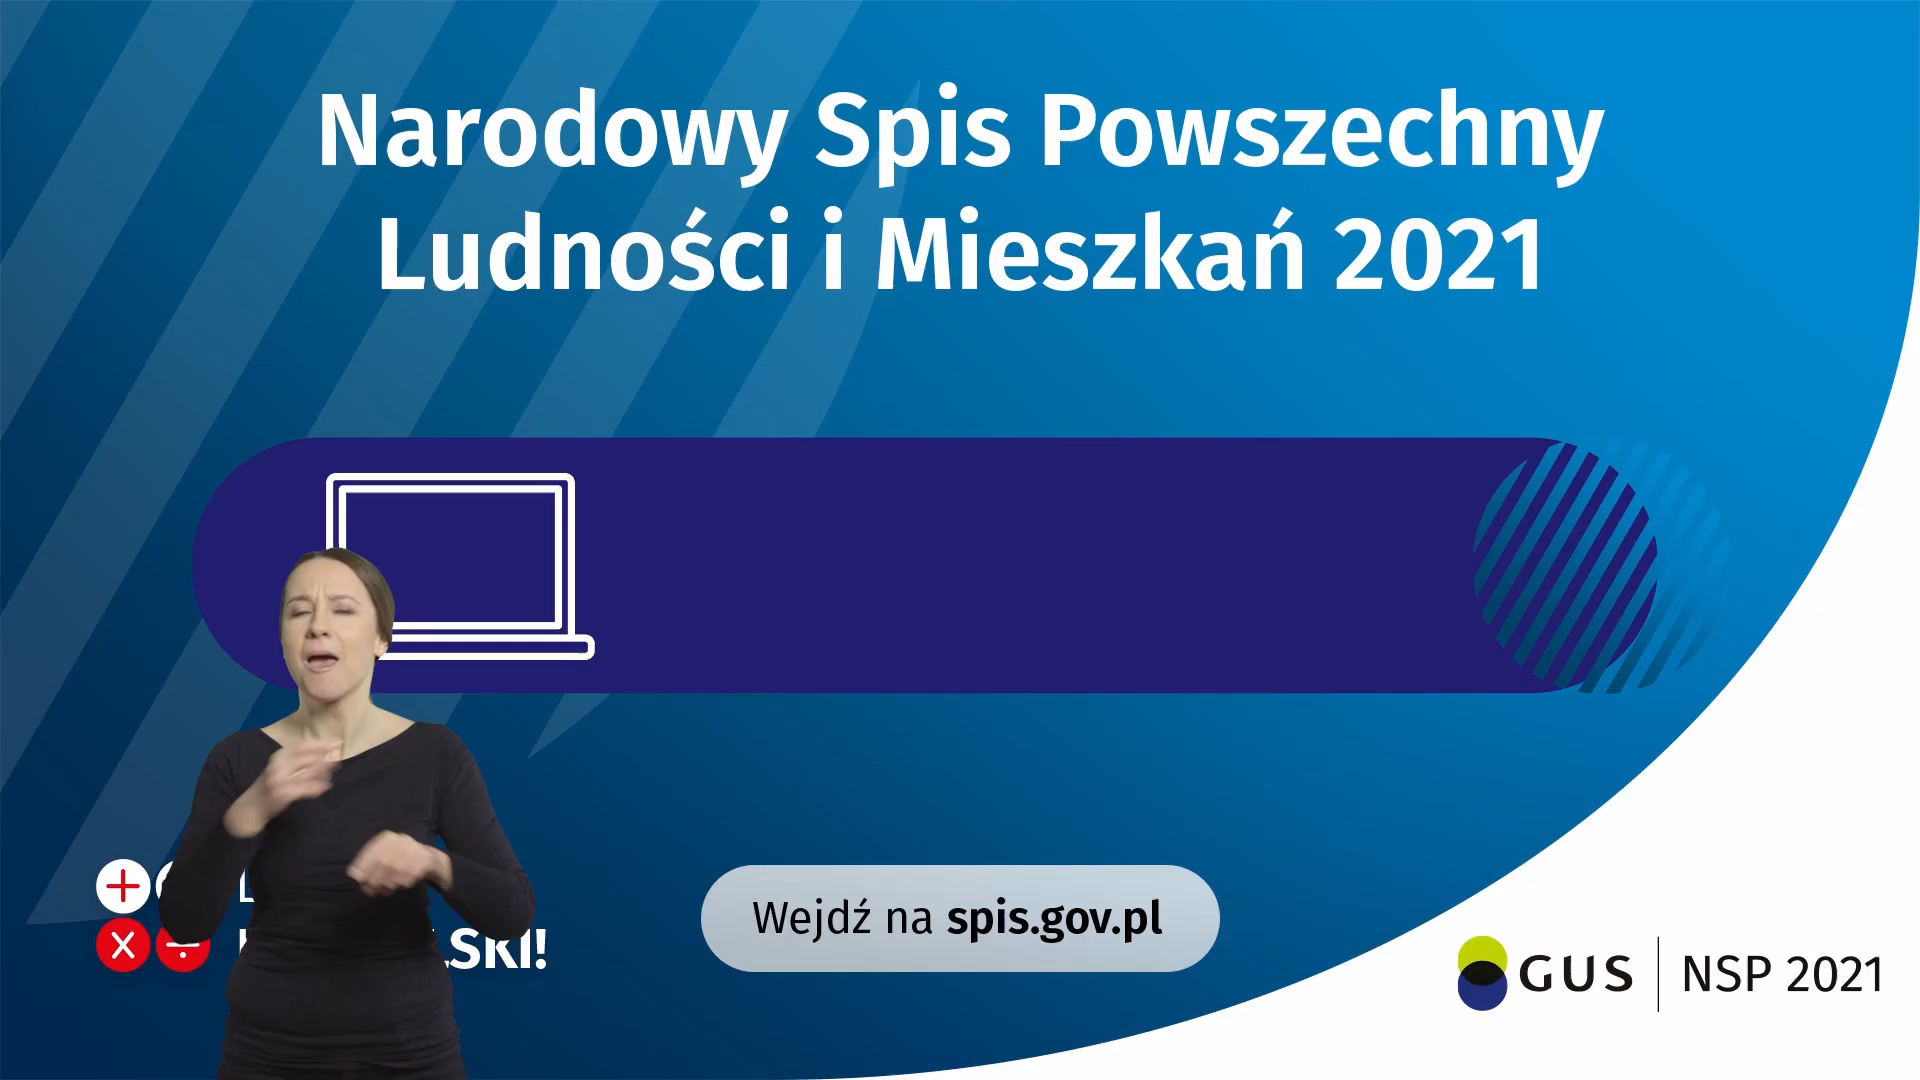 Narodowy Spis Powszechny
Ludności i Mieszkań 2021
Wejdź na spis.gov.pl
GUS | NSP 2021